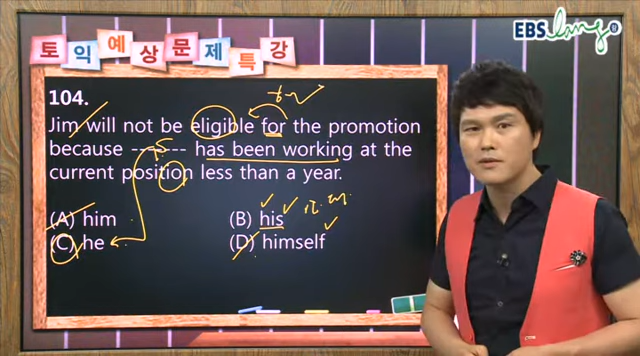 토익 예상문제 특강
EBSlang
104.
Jim will not be eligible for the promotion
because ------- has been working at the
current position less than a year.
(A) him
(B) his
(C) he
(D) himself